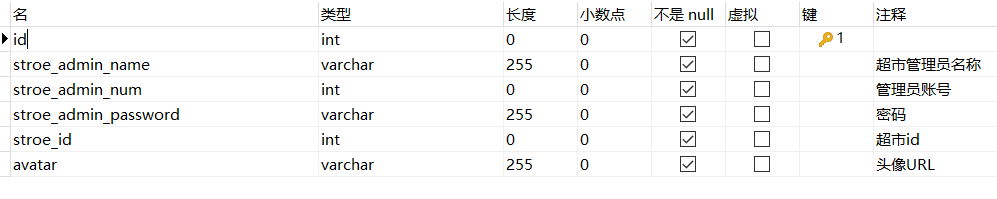 名 类型 长度 小数点 不是 null 虚拟 键 注释
id int 0 0 1
stroe_admin_name varchar 255 0 超市管理员名称
stroe_admin_num int 0 0 管理员账号
stroe_admin_password varchar 255 0 密码
stroe_id int 0 0 超市id
avatar varchar 255 0 头像URL